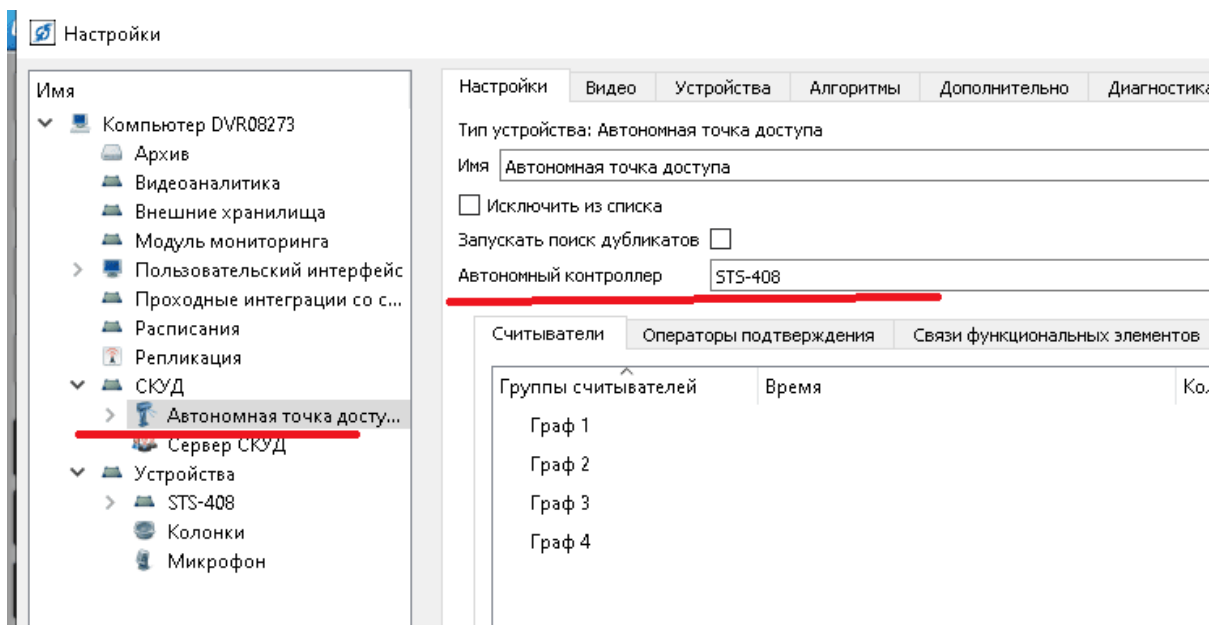 Настройки
Имя
Компьютер DVR08273
Архив
Видеоаналитика
Внешние хранилища
Модуль мониторинга
Пользовательский интерфейс
Проходные интеграции со с...
Расписания
Репликация
СКУД
Автономная точка досту...
Сервер СКУД
Устройства
STS-408
Колонки
Микрофон
Настройки Видео Устройства Алгоритмы Дополнительно Диагностика
Тип устройства: Автономная точка доступа
Имя Автономная точка доступа
Исключить из списка
Запускать поиск дубликатов
Автономный контроллер STS-408
Считыватели Операторы подтверждения Связи функциональных элементов
Группы считывателей Время Кол
Граф 1
Граф 2
Граф 3
Граф 4